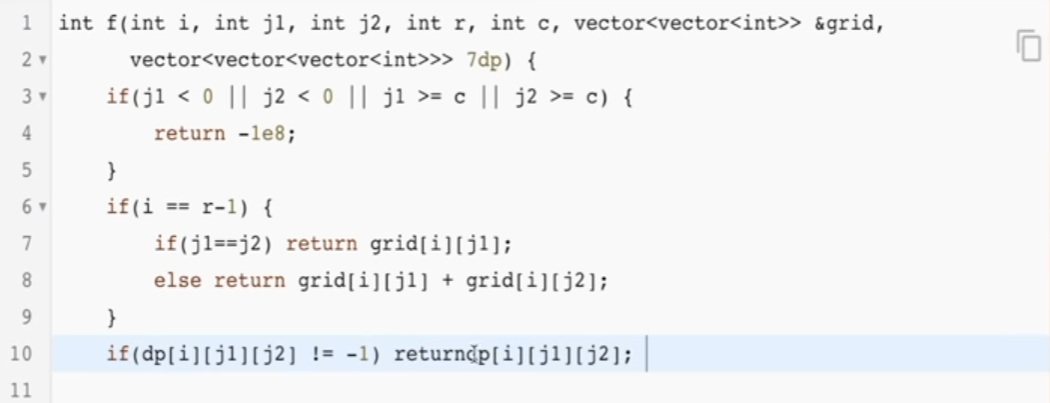 1 int f(int i, int j1, int j2, int r, int c, vector<vector<int>> &grid,
2 vector<vector<vector<int>>> 7dp) {
3 if(j1 < 0 || j2 < 0 || j1 >= c || j2 >= c) {
4 return -1e8;
5 }
6 if(i == r-1) {
7 if(j1==j2) return grid[i][j1];
8 else return grid[i][j1] + grid[i][j2];
9 }
10 if(dp[i][j1][j2] != -1) returndp[i][j1][j2];
11